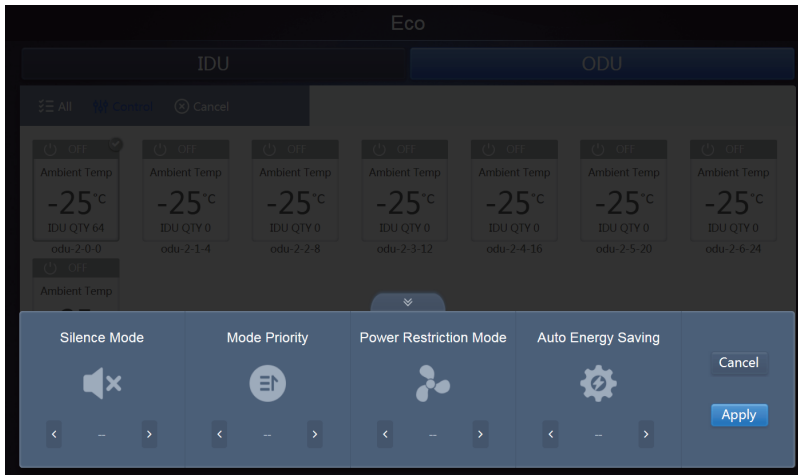 Eco
IDU ODU
All Control Cancel
OFF OFF OFF OFF OFF OFF OFF
Ambient Temp Ambient Temp Ambient Temp Ambient Temp Ambient Temp Ambient Temp Ambient Temp
-25°C -25°C -25°C -25°C -25°C -25°C -25°C
IDU QTY 64 IDU QTY 0 IDU QTY 0 IDU QTY 0 IDU QTY 0 IDU QTY 0 IDU QTY 0
odu-2-0-0 odu-2-1-4 odu-2-2-8 odu-2-3-12 odu-2-4-16 odu-2-5-20 odu-2-6-24
OFF
Ambient Temp
Silence Mode Mode Priority Power Restriction Mode Auto Energy Saving
Cancel
Apply
< -- > < -- > < -- > < -- >